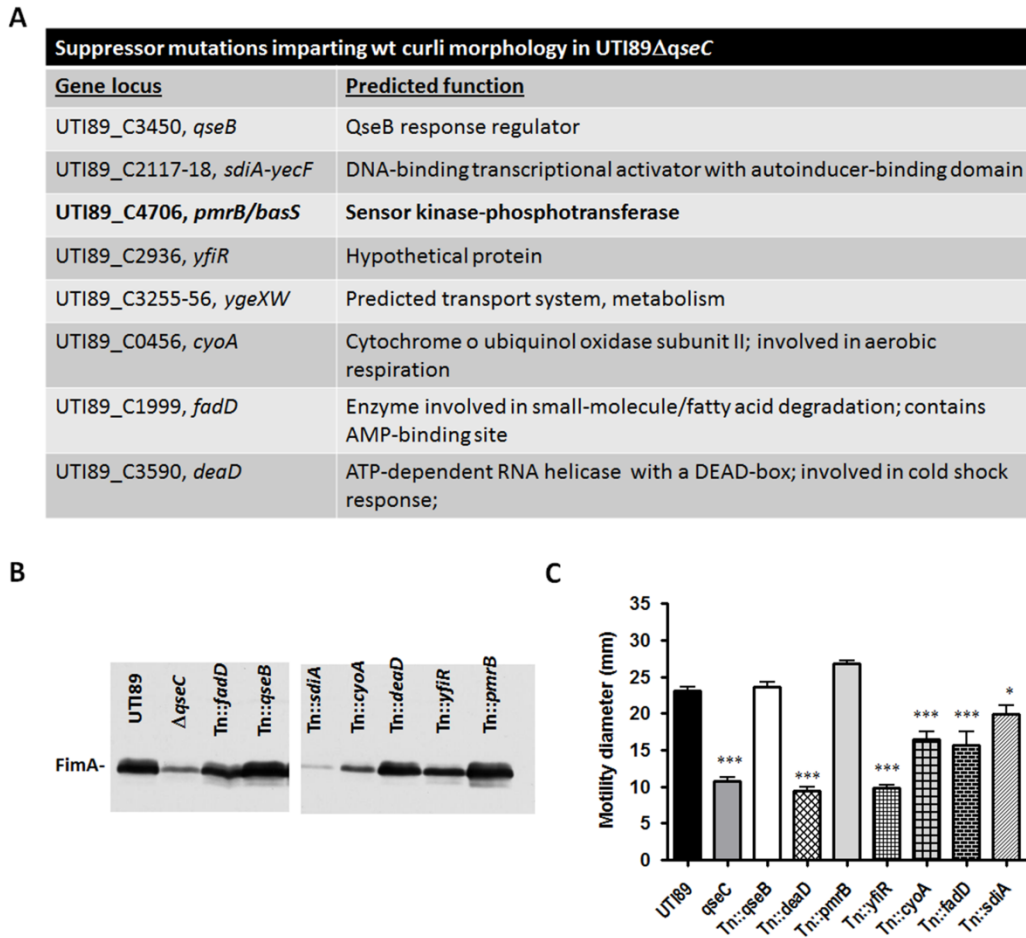 A
Suppressor mutations imparting wt curli morphology in UTI89ΔqseC
Gene locus Predicted function
UTI89_C3450, qseB QseB response regulator
UTI89_C2117-18, sdiA-yecF DNA-binding transcriptional activator with autoinducer-binding domain
UTI89_C4706, pmrB/basS Sensor kinase-phosphotransferase
UTI89_C2936, yfiR Hypothetical protein
UTI89_C3255-56, ygeXW Predicted transport system, metabolism
UTI89_C0456, cyoA Cytochrome o ubiquinol oxidase subunit II; involved in aerobic
respiration
UTI89_C1999, fadD Enzyme involved in small-molecule/fatty acid degradation; contains
AMP-binding site
UTI89_C3590, deaD ATP-dependent RNA helicase with a DEAD-box; involved in cold shock
response;
B
UTI89
ΔqseC
Tn::fadD
Tn::qseB
Tn::sdiA
Tn::cyoA
Tn::deaD
Tn::yfiR
Tn::pmrB
FimA-
C
Motility diameter (mm)
35
30
25
20
15
10
5
0
***
***
***
***
***
*
UTI89
qseC
Tn::qseB
Tn::deaD
Tn::pmrB
Tn::yfiR
Tn::cyoA
Tn::fadD
Tn::sdiA